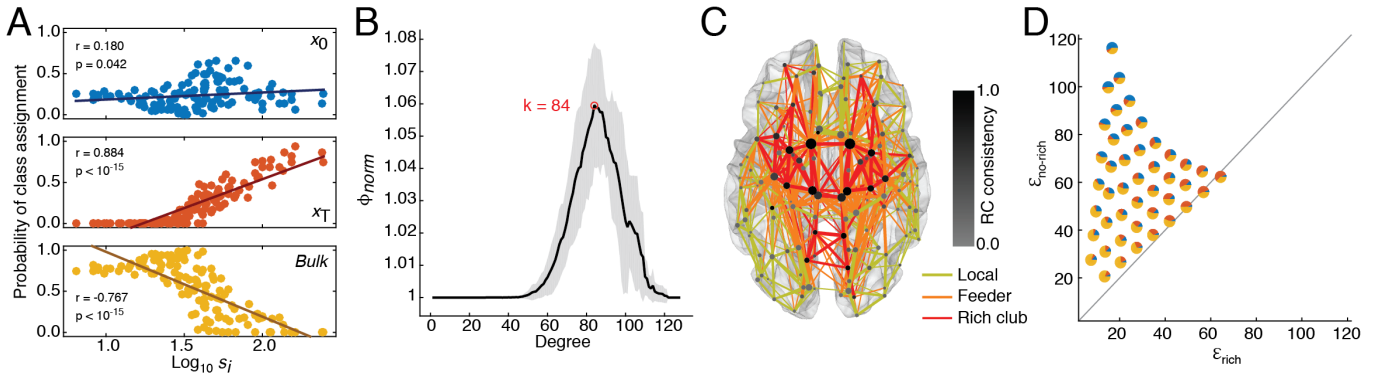 A
Probability of class assignment
1.0
0.5
0.0
r = 0.180
p = 0.042
x0
1.0
0.5
0.0
r = 0.884
p < 10^-15
xT
1.0
0.5
0.0
r = -0.767
p < 10^-15
Bulk
1.0 1.5 2.0
Log10 si
B
ϕnorm
1.08
1.07
1.06
1.05
1.04
1.03
1.02
1.01
1
k = 84
0 20 40 60 80 100 120
Degree
C
1.0
RC consistency
0.0
Local
Feeder
Rich club
D
εno-rich
120
100
80
60
40
20
20 40 60 80 100 120
εrich